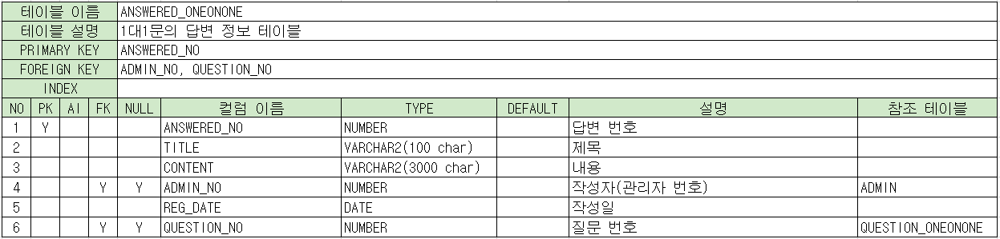 테이블 이름 ANSWERED_ONEONONE
테이블 설명 1대1문의 답변 정보 테이블
PRIMARY KEY ANSWERED_NO
FOREIGN KEY ADMIN_NO, QUESTION_NO
INDEX
NO PK AI FK NULL 컬럼 이름 TYPE DEFAULT 설명 참조 테이블
1 Y ANSWERED_NO NUMBER 답변 번호
2 TITLE VARCHAR2(100 char) 제목
3 CONTENT VARCHAR2(3000 char) 내용
4 Y Y ADMIN_NO NUMBER 작성자(관리자 번호) ADMIN
5 REG_DATE DATE 작성일
6 Y Y QUESTION_NO NUMBER 질문 번호 QUESTION_ONEONONE